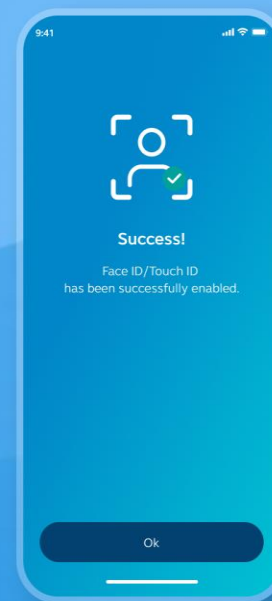 9:41
Success!
Face ID/Touch ID
has been successfully enabled.
Ok